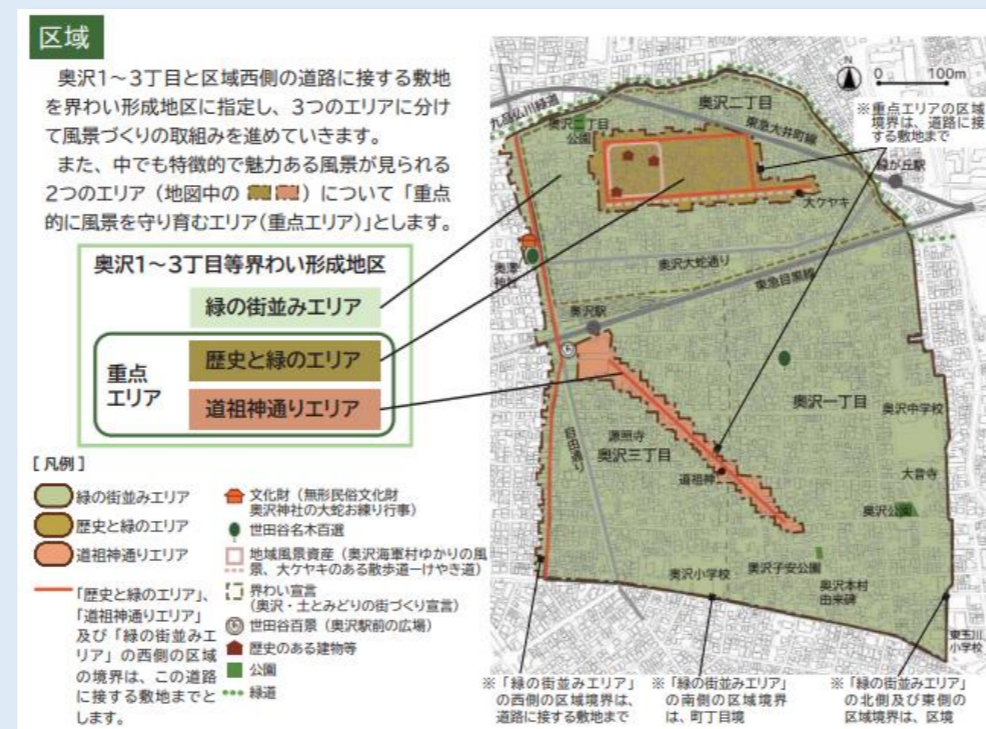 区域
奥沢1～3丁目と区域西側の道路に接する敷地
を界わい形成地区に指定し、3つのエリアに分け
て風景づくりの取組みを進めていきます。
また、中でも特徴的で魅力ある風景が見られる
2つのエリア（地図中の　）について「重点
的に風景を守り育むエリア（重点エリア）」とします。
奥沢1～3丁目等界わい形成地区
緑の街並みエリア
重点
エリア
歴史と緑のエリア
道祖神通りエリア
[ 凡例 ]
緑の街並みエリア
歴史と緑のエリア
道祖神通りエリア
「歴史と緑のエリア」、
「道祖神通りエリア」
及び「緑の街並みエ
リア」の西側の区域
の境界は、この道路
に接する敷地までと
します。
文化財（無形民俗文化財
奥沢神社の大蛇お練り行事）
世田谷名木百選
地域風景資産（奥沢海軍村ゆかりの風
景、大ケヤキのある散歩道―けやき道）
界わい宣言
（奥沢・土とみどりの街づくり宣言）
世田谷百景（奥沢駅前の広場）
歴史のある建物等
公園
緑道
N
0 100m
九品仏川緑道
奥沢二丁目
公園
奥沢二丁目
東急大井町線
※重点エリアの区域
境界は、道路に接
する敷地まで
緑が丘駅
大ケヤキ
奥澤
神社
奥沢大蛇通り
東急目黒線
奥沢駅
自由通り
源照寺
奥沢三丁目
道祖神
奥沢一丁目
奥沢中学校
大音寺
奥沢公園
奥沢小学校
奥沢子安公園
奥沢本村
由来碑
東玉川
小学校
※「緑の街並みエリア」
の西側の区域境界は、
道路に接する敷地まで
※「緑の街並みエリア」
の南側の区域境界
は、町丁目境
※「緑の街並みエリア」
の北側及び東側の
区域境界は、区境